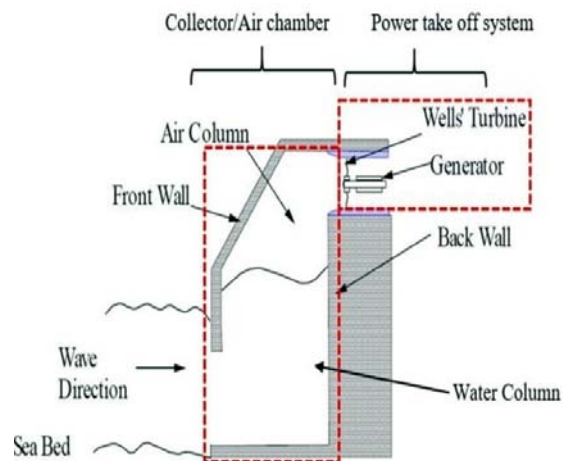 Collector/Air chamber
Power take off system
Wells' Turbine
Air Column
Generator
Front Wall
Back Wall
Wave
Direction
Water Column
Sea Bed